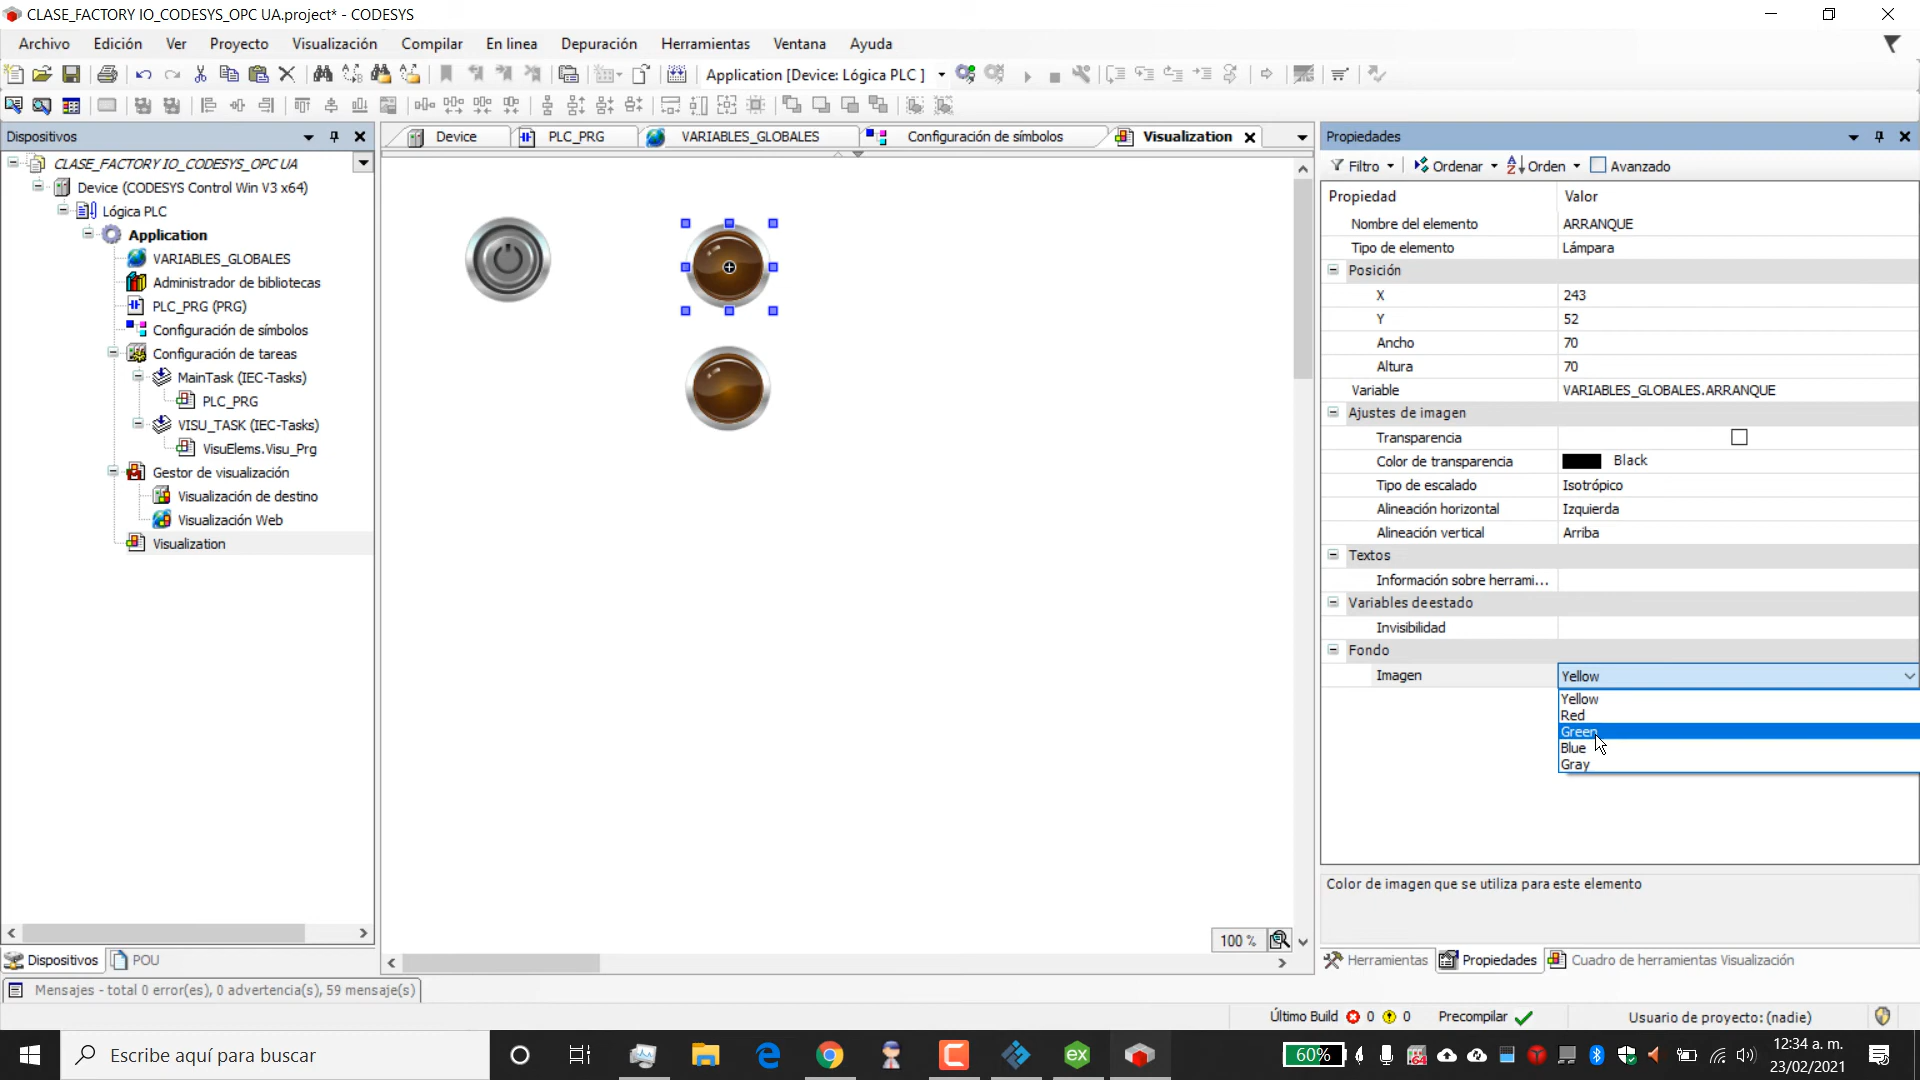 CLASE_FACTORY IO_CODESYS_OPC UA.project* - CODESYS
Archivo Edición Ver Proyecto Visualización Compilar En linea Depuración Herramientas Ventana Ayuda
Application [Device: Lógica PLC ]
Dispositivos
CLASE_FACTORY IO_CODESYS_OPC UA
Device (CODESYS Control Win V3 x64)
Lógica PLC
Application
VARIABLES_GLOBALES
Administrador de bibliotecas
PLC_PRG (PRG)
Configuración de símbolos
Configuración de tareas
MainTask (IEC-Tasks)
PLC_PRG
VISU_TASK (IEC-Tasks)
VisuElems.Visu_Prg
Gestor de visualización
Visualización de destino
Visualización Web
Visualization
Dispositivos POU
Device PLC_PRG VARIABLES_GLOBALES Configuración de símbolos Visualization
100 %
Propiedades
Filtro Ordenar Orden Avanzado
Propiedad Valor
Nombre del elemento ARRANQUE
Tipo de elemento Lámpara
Posición
X 243
Y 52
Ancho 70
Altura 70
Variable VARIABLES_GLOBALES.ARRANQUE
Ajustes de imagen
Transparencia
Color de transparencia Black
Tipo de escalado Isotrópico
Alineación horizontal Izquierda
Alineación vertical Arriba
Textos
Información sobre herrami...
Variables de estado
Invisibilidad
Fondo
Imagen Yellow
Yellow
Red
Green
Blue
Gray
Color de imagen que se utiliza para este elemento
Herramientas Propiedades Cuadro de herramientas Visualización
Mensajes - total 0 error(es), 0 advertencia(s), 59 mensaje(s)
Último Build 0 0 Precompilar Usuario de proyecto: (nadie)
Escribe aquí para buscar
60%
64
12:34 a. m.
23/02/2021